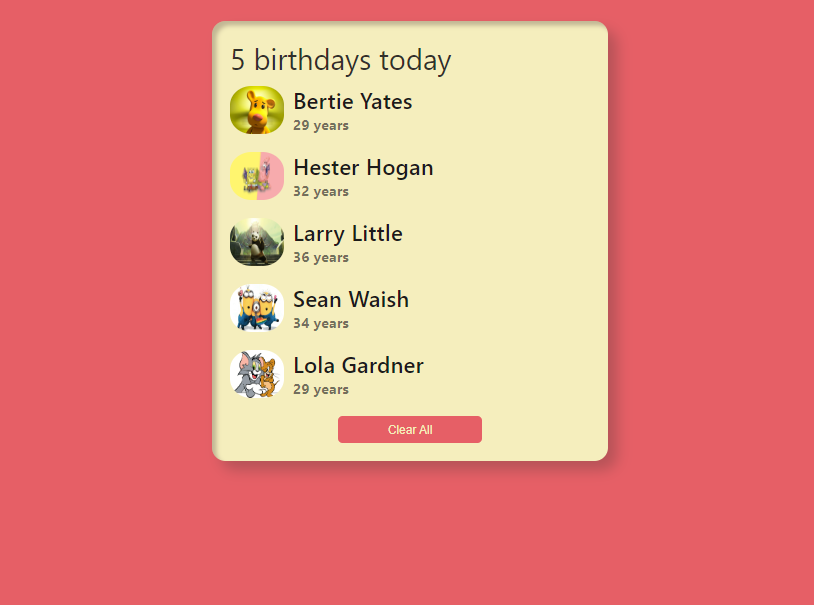 5 birthdays today
Bertie Yates
29 years
Hester Hogan
32 years
Larry Little
36 years
Sean Waish
34 years
Lola Gardner
29 years
Clear All